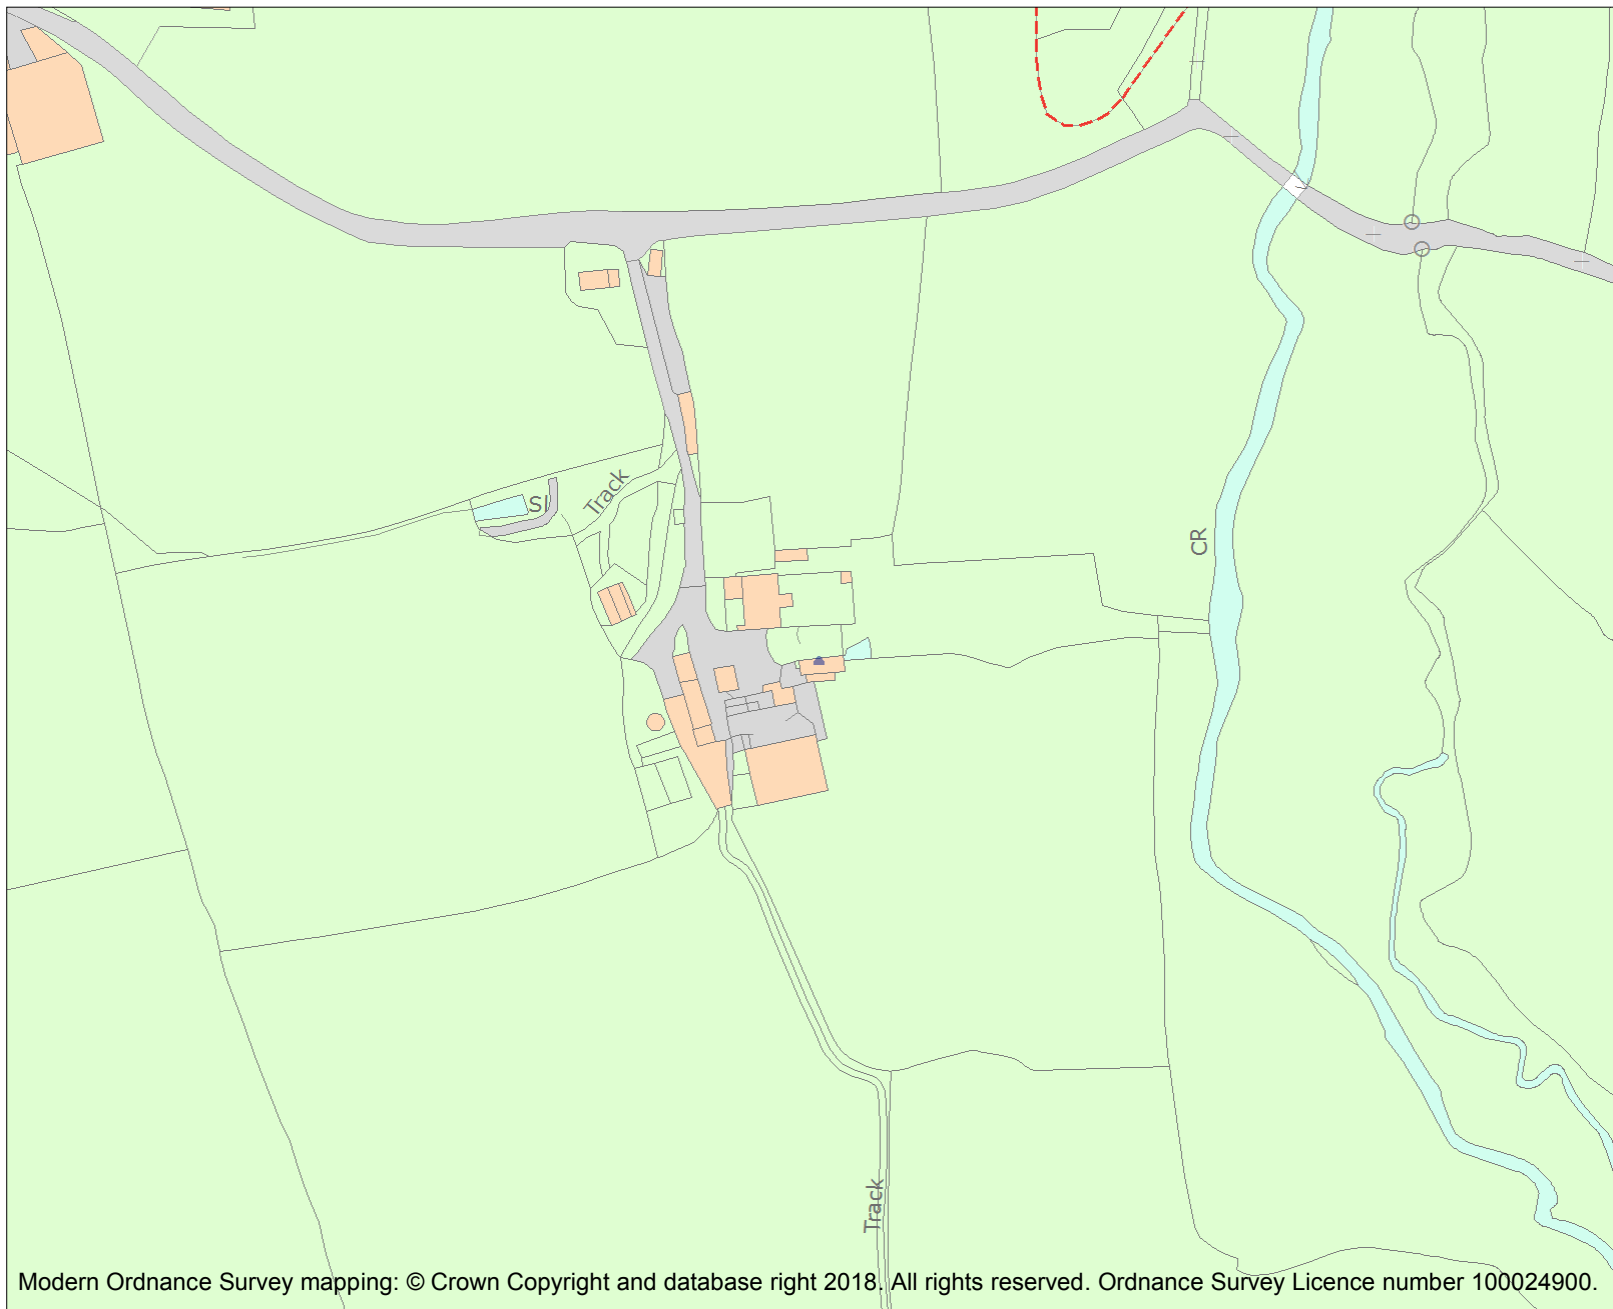 Track
Sl
CR
Track
Modern Ordnance Survey mapping: © Crown Copyright and database right 2018. All rights reserved. Ordnance Survey Licence number 100024900.